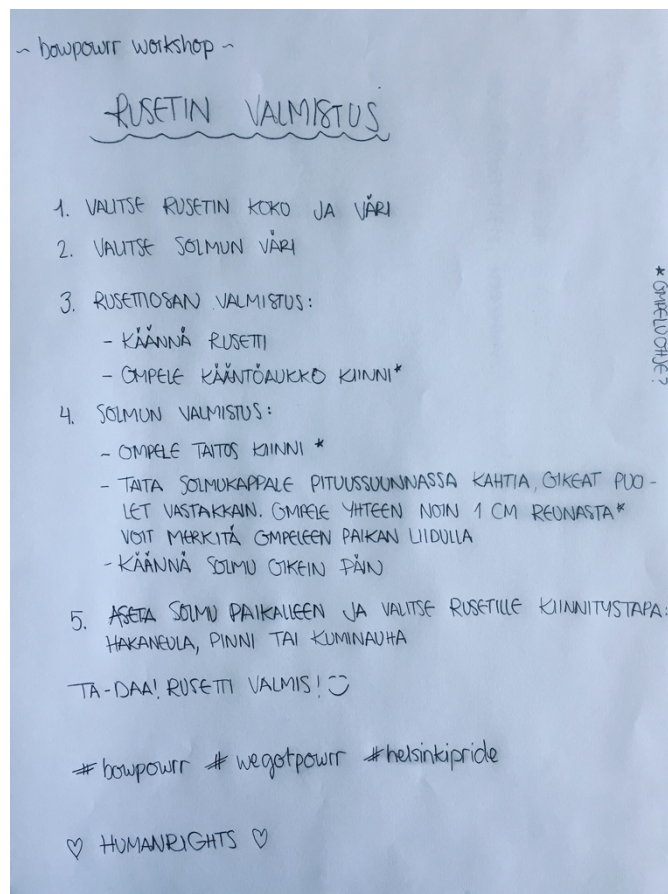 ~ bowpowrr workshop ~
RUSETIN VALMISTUS
1. VALITSE RUSETIN KOKO JA VÄRI
2. VALITSE SOLMUN VÄRI
3. RUSETTIOSAN VALMISTUS:
- KÄÄNNÄ RUSETTI
- OMPELE KÄÄNTÖAUKKO KIINNI*
4. SOLMUN VALMISTUS:
- OMPELE TAITOS KIINNI *
- TAITA SOLMUKAPPALE PITUUSSUUNNASSA KAHTIA, OIKEAT PUO-
LET VASTAKKAIN. OMPELE YHTEEN NOIN 1 CM REUNASTA*
VOIT MERKITÄ OMPELEEN PAIKAN LIIDULLA
- KÄÄNNÄ SOLMU OIKEIN PÄIN
5. ASETA SOLMU PAIKALLEEN JA VALITSE RUSETILLE KIINNITYSTAPA:
HAKANEULA, PINNI TAI KUMINAUHA
TA-DAA! RUSETTI VALMIS! :)
#bowpowrr #wegotpowrr #helsinkipride
♡ HUMANRIGHTS ♡
* OMPELUOHJE?